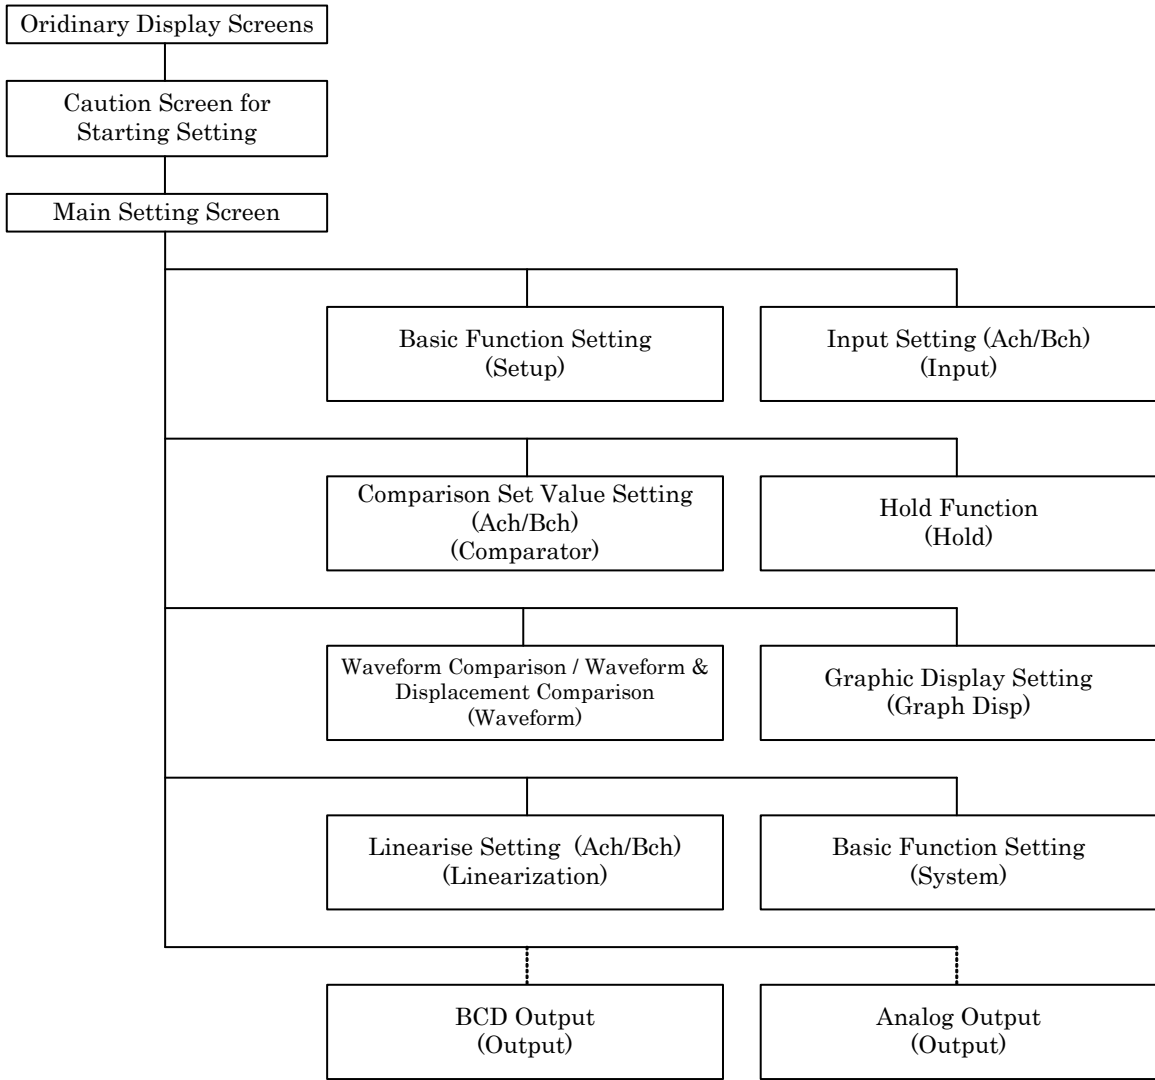 Oridinary Display Screens
Caution Screen for
Starting Setting
Main Setting Screen
Basic Function Setting
(Setup)
Input Setting (Ach/Bch)
(Input)
Comparison Set Value Setting
(Ach/Bch)
(Comparator)
Hold Function
(Hold)
Waveform Comparison / Waveform &
Displacement Comparison
(Waveform)
Graphic Display Setting
(Graph Disp)
Linearise Setting (Ach/Bch)
(Linearization)
Basic Function Setting
(System)
BCD Output
(Output)
Analog Output
(Output)